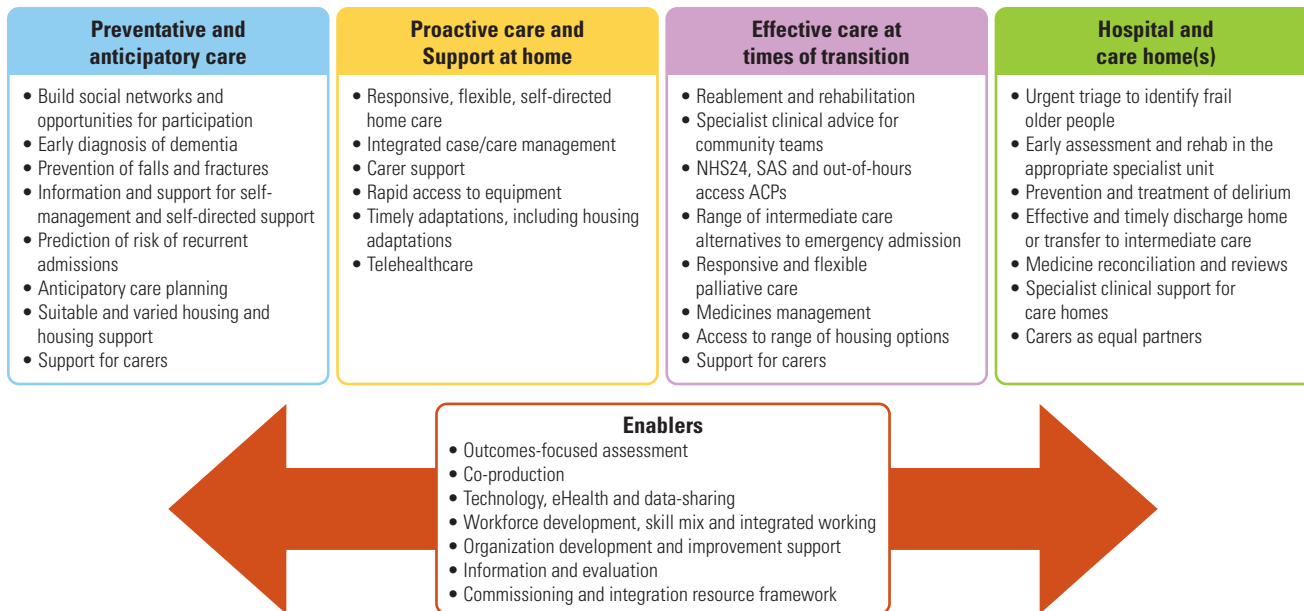 Preventative and
anticipatory care
• Build social networks and
opportunities for participation
• Early diagnosis of dementia
• Prevention of falls and fractures
• Information and support for self-
management and self-directed support
• Prediction of risk of recurrent
admissions
• Anticipatory care planning
• Suitable and varied housing and
housing support
• Support for carers
Proactive care and
Support at home
• Responsive, flexible, self-directed
home care
• Integrated case/care management
• Carer support
• Rapid access to equipment
• Timely adaptations, including housing
adaptations
• Telehealthcare
Effective care at
times of transition
• Reablement and rehabilitation
• Specialist clinical advice for
community teams
• NHS24, SAS and out-of-hours
access ACPs
• Range of intermediate care
alternatives to emergency admission
• Responsive and flexible
palliative care
• Medicines management
• Access to range of housing options
• Support for carers
Hospital and
care home(s)
• Urgent triage to identify frail
older people
• Early assessment and rehab in the
appropriate specialist unit
• Prevention and treatment of delirium
• Effective and timely discharge home
or transfer to intermediate care
• Medicine reconciliation and reviews
• Specialist clinical support for
care homes
• Carers as equal partners
Enablers
• Outcomes-focused assessment
• Co-production
• Technology, eHealth and data-sharing
• Workforce development, skill mix and integrated working
• Organization development and improvement support
• Information and evaluation
• Commissioning and integration resource framework